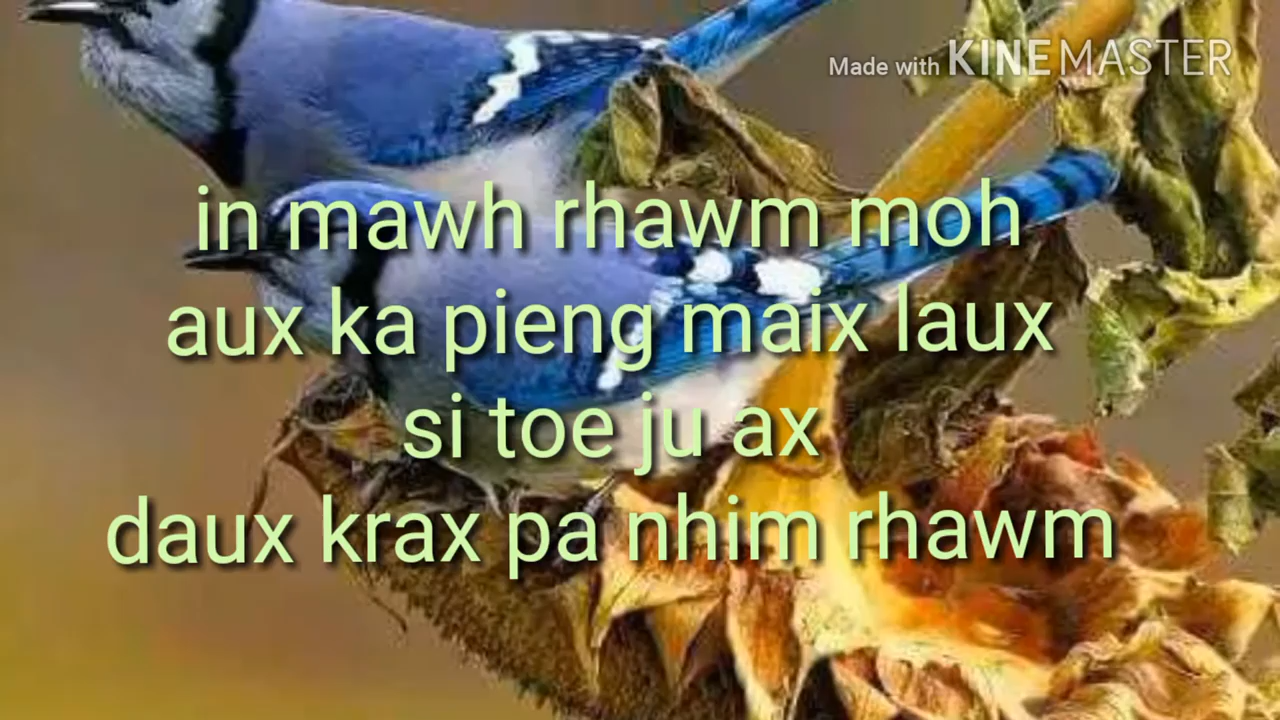 Made with KINEMASTER
in mawh rhawm moh
aux ka pieng maix laux
si toe ju ax
daux krax pa nhim rhawm